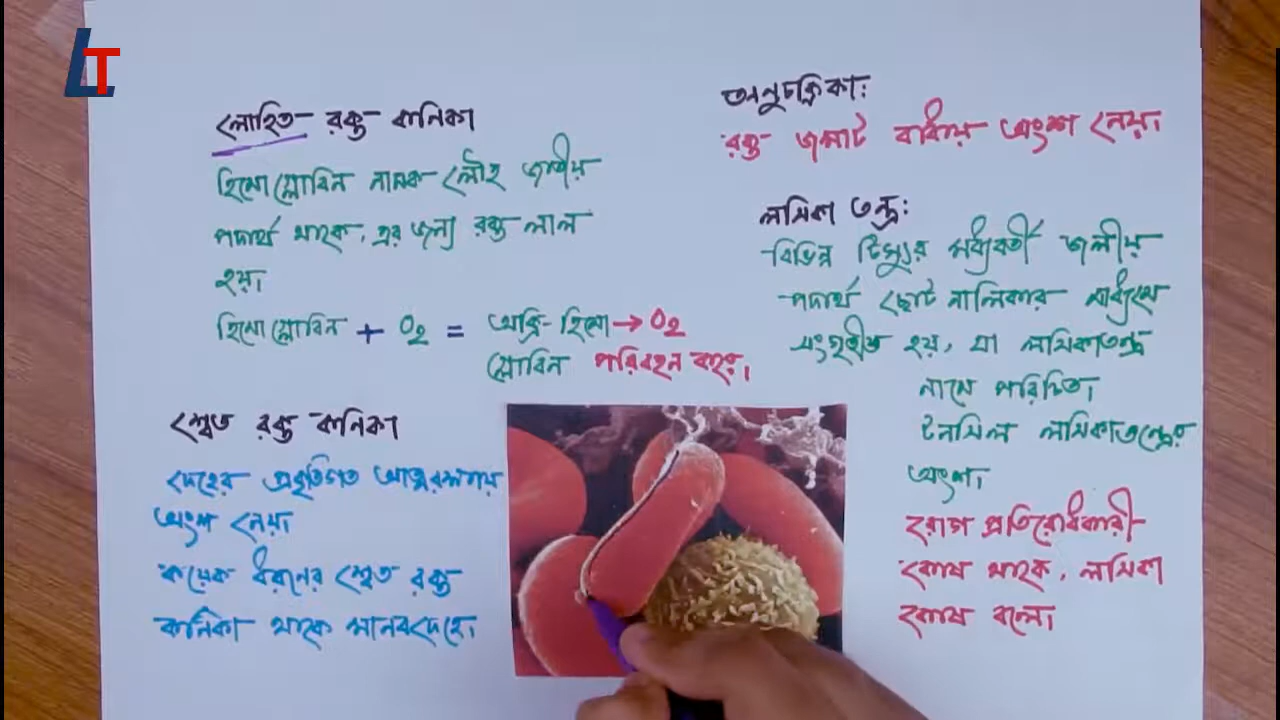 LT
লোহিত রক্ত কনিকা
হিমোগ্লোবিন নামক লৌহ জাতীয়
পদার্থ থাকে, এর জন্য রক্ত লাল
হয়।
হিমোগ্লোবিন + O₂ = অক্সি-হিমো → O₂
গ্লোবিন পরিবহন করে।
শ্বেত রক্ত কনিকা
দেহের প্রকৃতিগত আত্মরক্ষায়
অংশ নেয়।
কয়েক ধরনের শ্বেত রক্ত
কনিকা থাকে মানবদেহে।
অনুচক্রিকা:
রক্ত জমাট বাধায় অংশ নেয়।
লসিকা তন্ত্র:
বিভিন্ন টিস্যুর মধ্যবর্তী জলীয়
পদার্থ ছোট নালিকার মাধ্যমে
সংগৃহীত হয়, যা লসিকাতন্ত্র
নামে পরিচিত।
টনসিল লসিকাতন্ত্রের
অংশ।
রোগ প্রতিরোধকারী
কোষ থাকে, লসিকা
কোষ বলে।